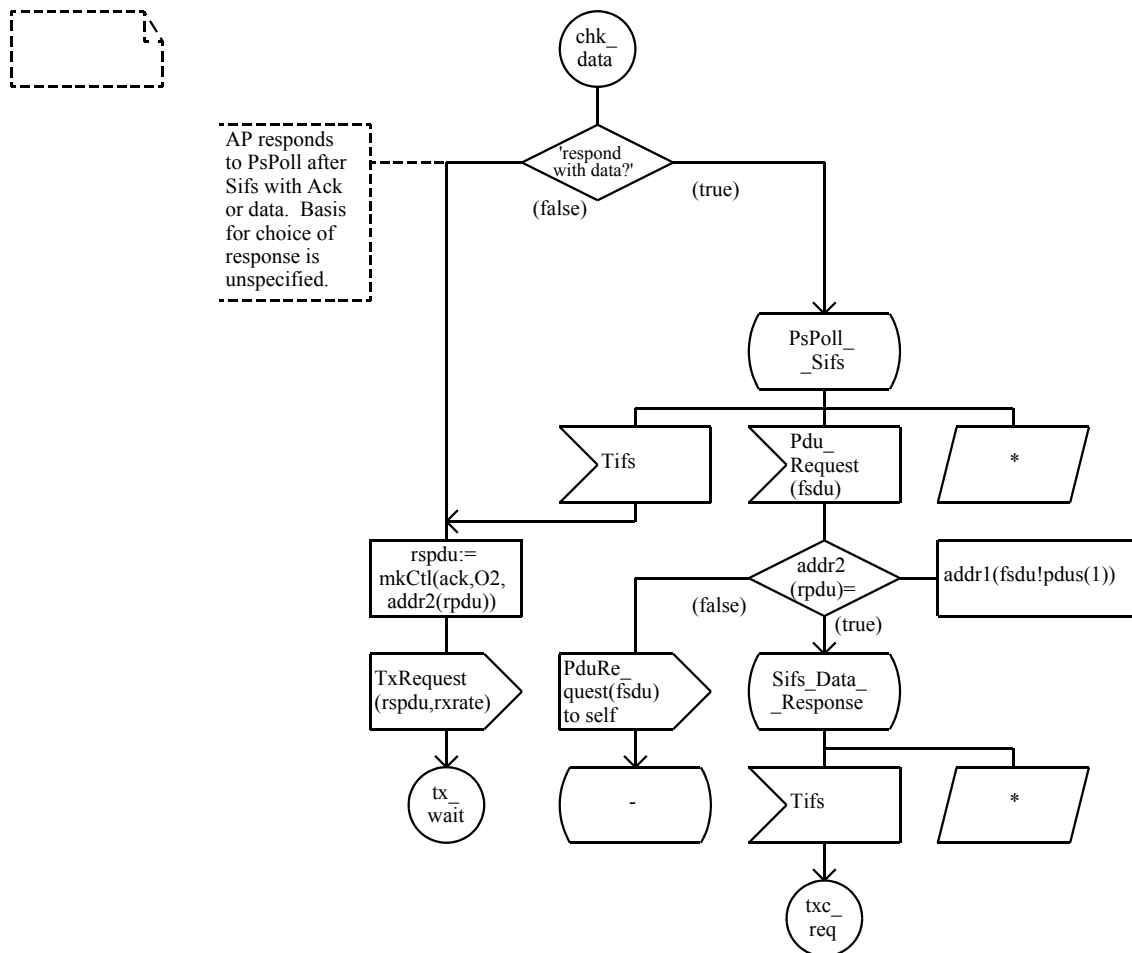 chk_
data
AP responds
to PsPoll after
Sifs with Ack
or data.  Basis
for choice of
response is
unspecified.
'respond
with data?'
(false)
(true)
PsPoll_
_Sifs
Tifs
Pdu_
Request
(fsdu)
*
rspdu:=
mkCtl(ack,O2,
addr2(rpdu))
addr2
(rpdu)=
addr1(fsdu!pdus(1))
(false)
(true)
TxRequest
(rspdu,rxrate)
PduRe_
quest(fsdu)
to self
Sifs_Data_
_Response
tx_
wait
-
Tifs
*
txc_
req